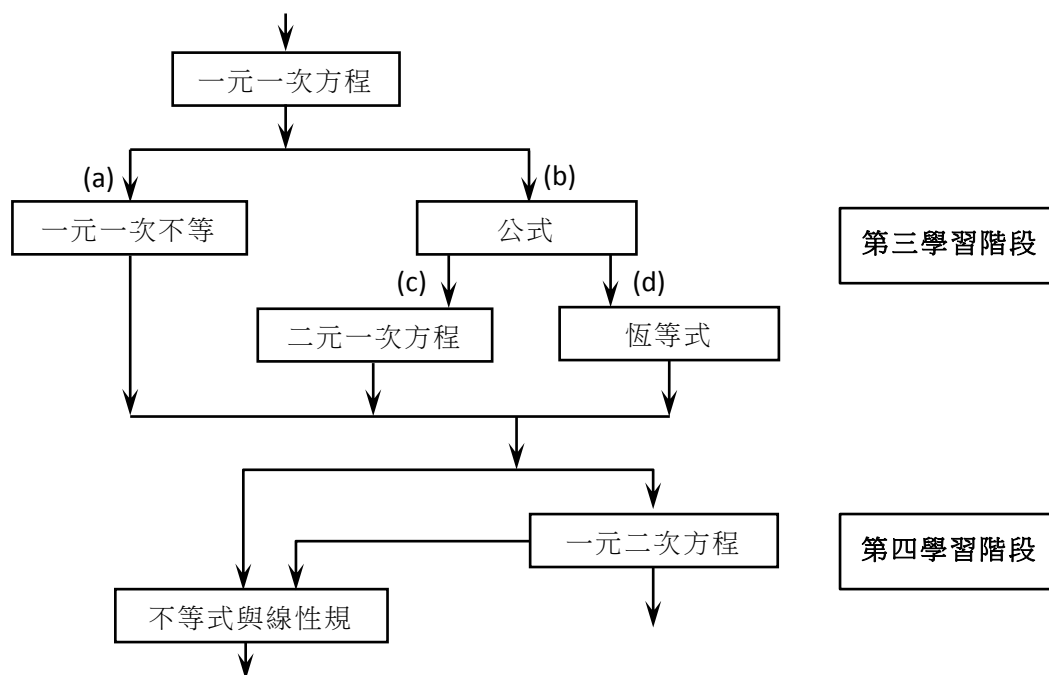 一元一次方程
(a)
(b)
一元一次不等
公式
第三學習階段
(c)
(d)
二元一次方程
恆等式
一元二次方程
第四學習階段
不等式與線性規